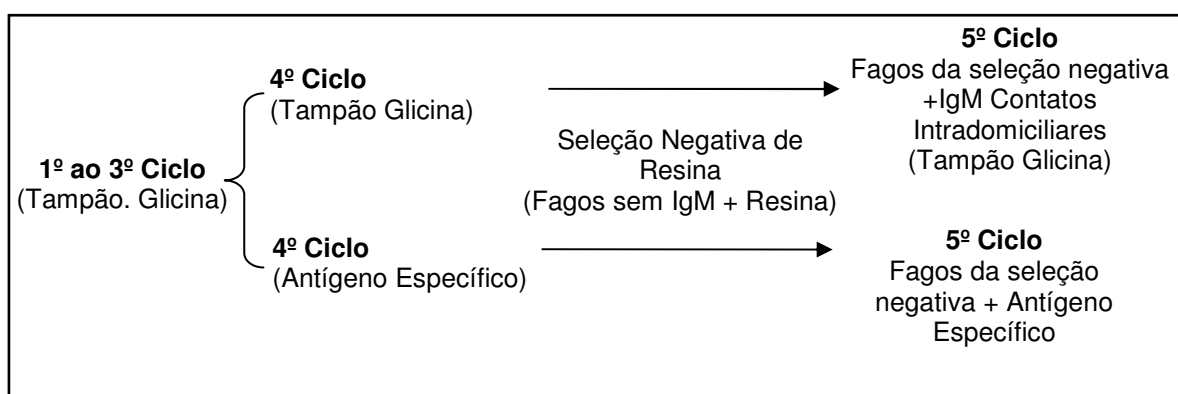 1º ao 3º Ciclo
(Tampão. Glicina)
4º Ciclo
(Tampão Glicina)
4º Ciclo
(Antígeno Específico)
Seleção Negativa de
Resina
(Fagos sem IgM + Resina)
5º Ciclo
Fagos da seleção negativa
+IgM Contatos
Intradomiciliares
(Tampão Glicina)
5º Ciclo
Fagos da seleção
negativa + Antígeno
Específico